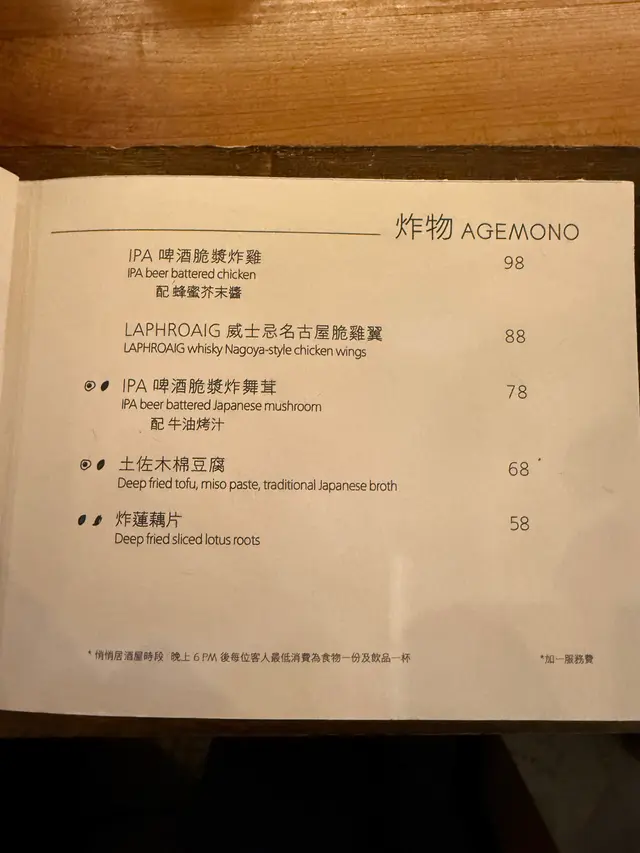 炸物 AGEMONO
IPA 啤酒脆漿炸雞 98
IPA beer battered chicken
配 蜂蜜芥末醬
LAPHROAIG 威士忌名古屋脆雞翼 88
LAPHROAIG whisky Nagoya-style chicken wings
IPA 啤酒脆漿炸舞茸 78
IPA beer battered Japanese mushroom
配 牛油烤汁
土佐木棉豆腐 68
Deep fried tofu, miso paste, traditional Japanese broth
炸蓮藕片 58
Deep fried sliced lotus roots
* 悄悄居酒屋時段 晚上 6 PM 後每位客人最低消費為食物一份及飲品一杯 *加一服務費